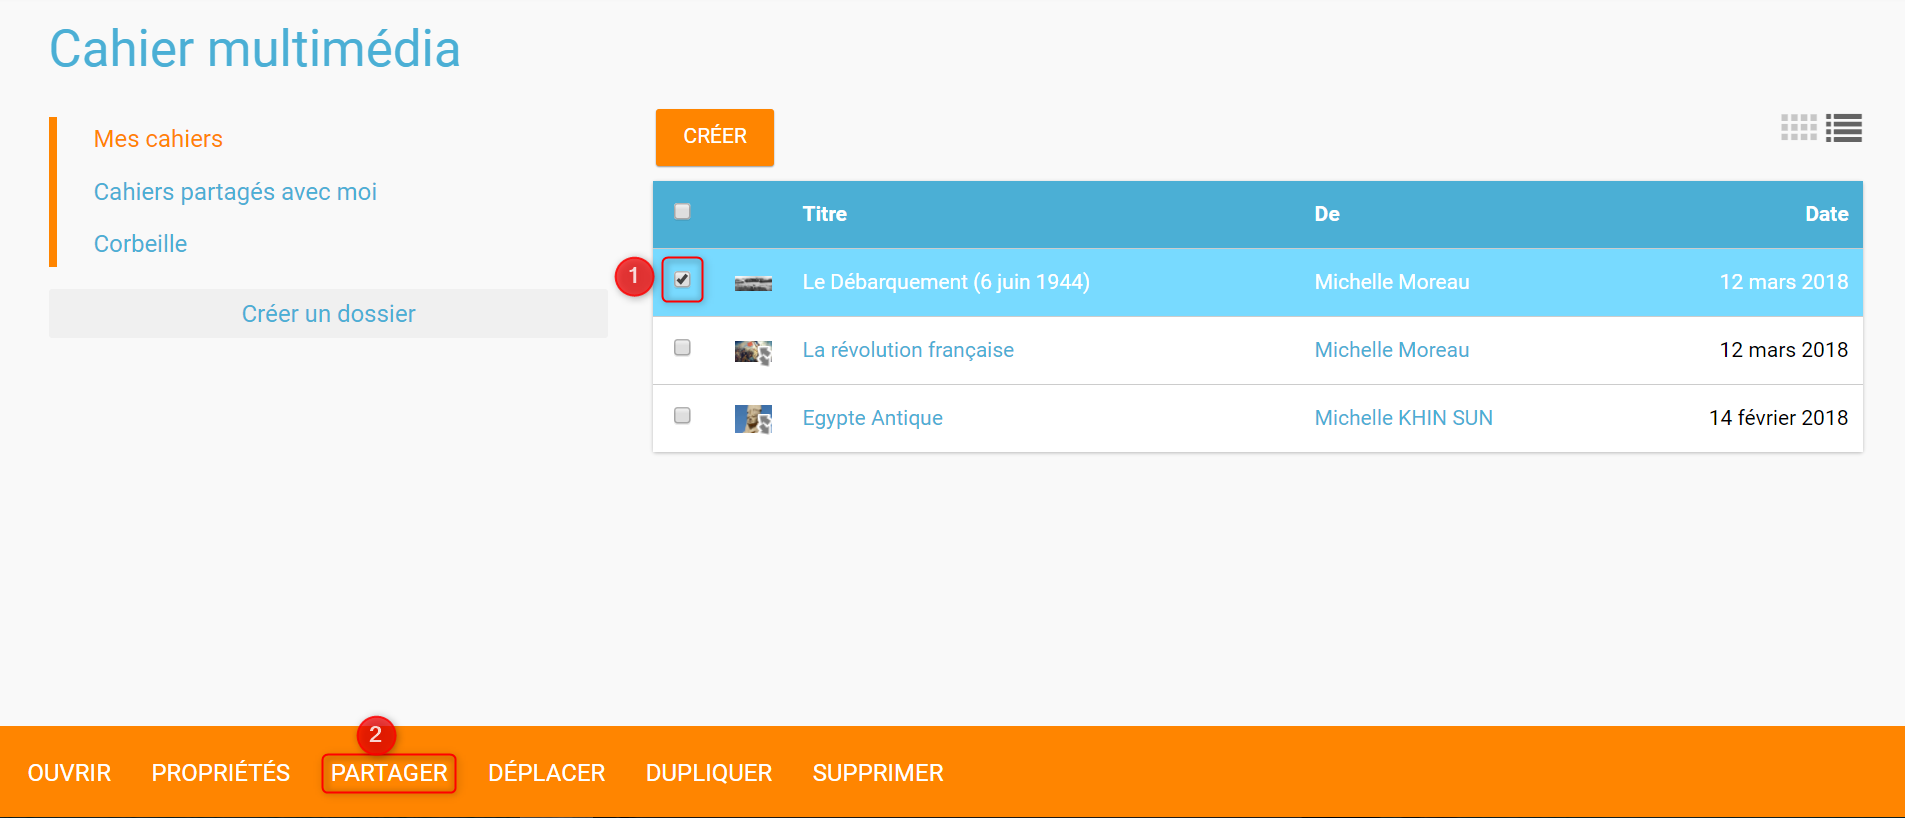 Cahier multimédia
Mes cahiers
Cahiers partagés avec moi
Corbeille
Créer un dossier
CRÉER
Titre De Date
1
Le Débarquement (6 juin 1944) Michelle Moreau 12 mars 2018
La révolution française Michelle Moreau 12 mars 2018
Egypte Antique Michelle KHIN SUN 14 février 2018
2
OUVRIR PROPRIÉTÉS PARTAGER DÉPLACER DUPLIQUER SUPPRIMER